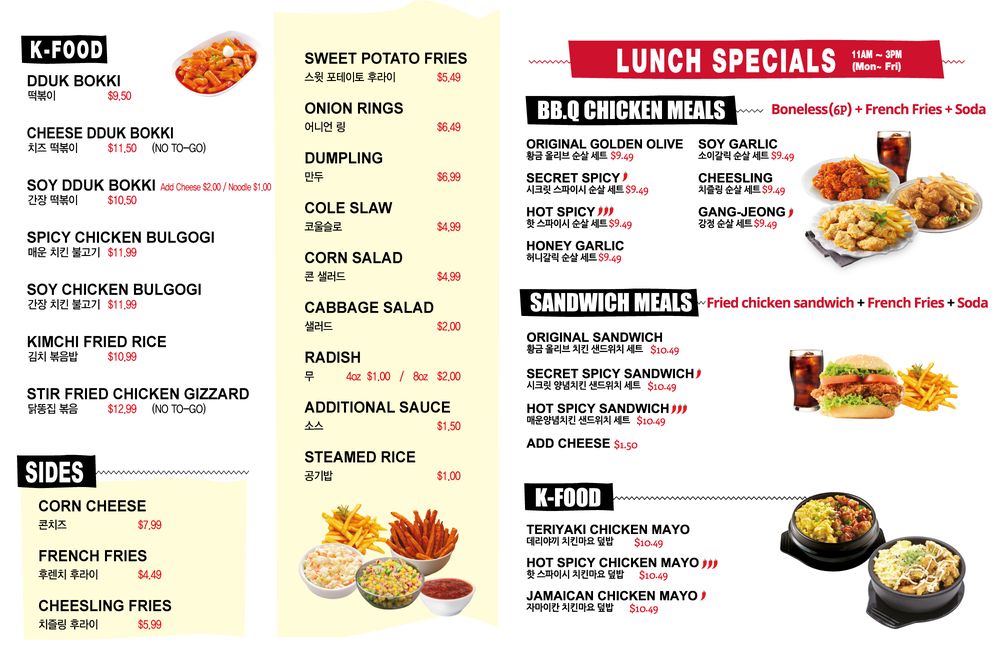 K-FOOD
DDUK BOKKI
떡볶이 $9.50
CHEESE DDUK BOKKI
치즈 떡볶이 $11.50 (NO TO-GO)
SOY DDUK BOKKI Add Cheese $2.00 / Noodle $1.00
간장 떡볶이 $10.50
SPICY CHICKEN BULGOGI
매운 치킨 불고기 $11.99
SOY CHICKEN BULGOGI
간장 치킨 불고기 $11.99
KIMCHI FRIED RICE
김치 볶음밥 $10.99
STIR FRIED CHICKEN GIZZARD
닭똥집 볶음 $12.99 (NO TO-GO)
SIDES
CORN CHEESE
콘치즈 $7.99
FRENCH FRIES
후렌치 후라이 $4.49
CHEESLING FRIES
치즐링 후라이 $5.99
SWEET POTATO FRIES
스윗 포테이토 후라이 $5.49
ONION RINGS
어니언 링 $6.49
DUMPLING
만두 $6.99
COLE SLAW
코울슬로 $4.99
CORN SALAD
콘 샐러드 $4.99
CABBAGE SALAD
샐러드 $2.00
RADISH
무 4oz $1.00 / 8oz $2.00
ADDITIONAL SAUCE
소스 $1.50
STEAMED RICE
공기밥 $1.00
LUNCH SPECIALS 11AM ~ 3PM
(Mon~ Fri)
BB.Q CHICKEN MEALS Boneless(6P) + French Fries + Soda
ORIGINAL GOLDEN OLIVE
황금 올리브 순살 세트 $9.49
SECRET SPICY
시크릿 스파이시 순살 세트 $9.49
HOT SPICY
핫 스파이시 순살 세트 $9.49
HONEY GARLIC
허니갈릭 순살 세트 $9.49
SOY GARLIC
소이갈릭 순살 세트 $9.49
CHEESLING
치즐링 순살 세트 $9.49
GANG-JEONG
강정 순살 세트 $9.49
SANDWICH MEALS Fried chicken sandwich + French Fries + Soda
ORIGINAL SANDWICH
황금 올리브 치킨 샌드위치 세트 $10.49
SECRET SPICY SANDWICH
시크릿 양념치킨 샌드위치 세트 $10.49
HOT SPICY SANDWICH
매운양념치킨 샌드위치 세트 $10.49
ADD CHEESE $1.50
K-FOOD
TERIYAKI CHICKEN MAYO
데리야끼 치킨마요 덮밥 $10.49
HOT SPICY CHICKEN MAYO
핫 스파이시 치킨마요 덮밥 $10.49
JAMAICAN CHICKEN MAYO
자마이칸 치킨마요 덮밥 $10.49